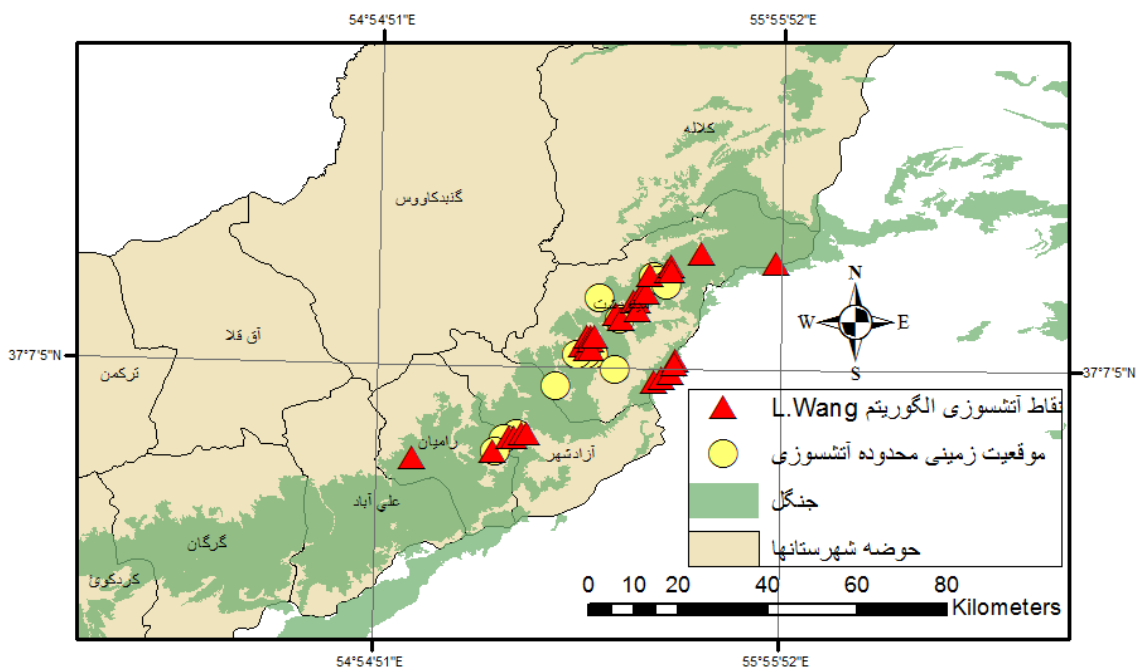 54°54'51"E
55°55'52"E
کلاله
گنبدکاووس
آق قلا
ترکمن
37°7'5"N
37°7'5"N
N
W
E
S
رامیان
آزادشهر
علي آباد
گرگان
کردکوئ
نقاط آتشسوزی الگوریتم L.Wang
موقعیت زمینی محدوده آتشسوزی
جنگل
حوضه شهرستانها
0 10 20 40 60 80
Kilometers
54°54'51"E
55°55'52"E